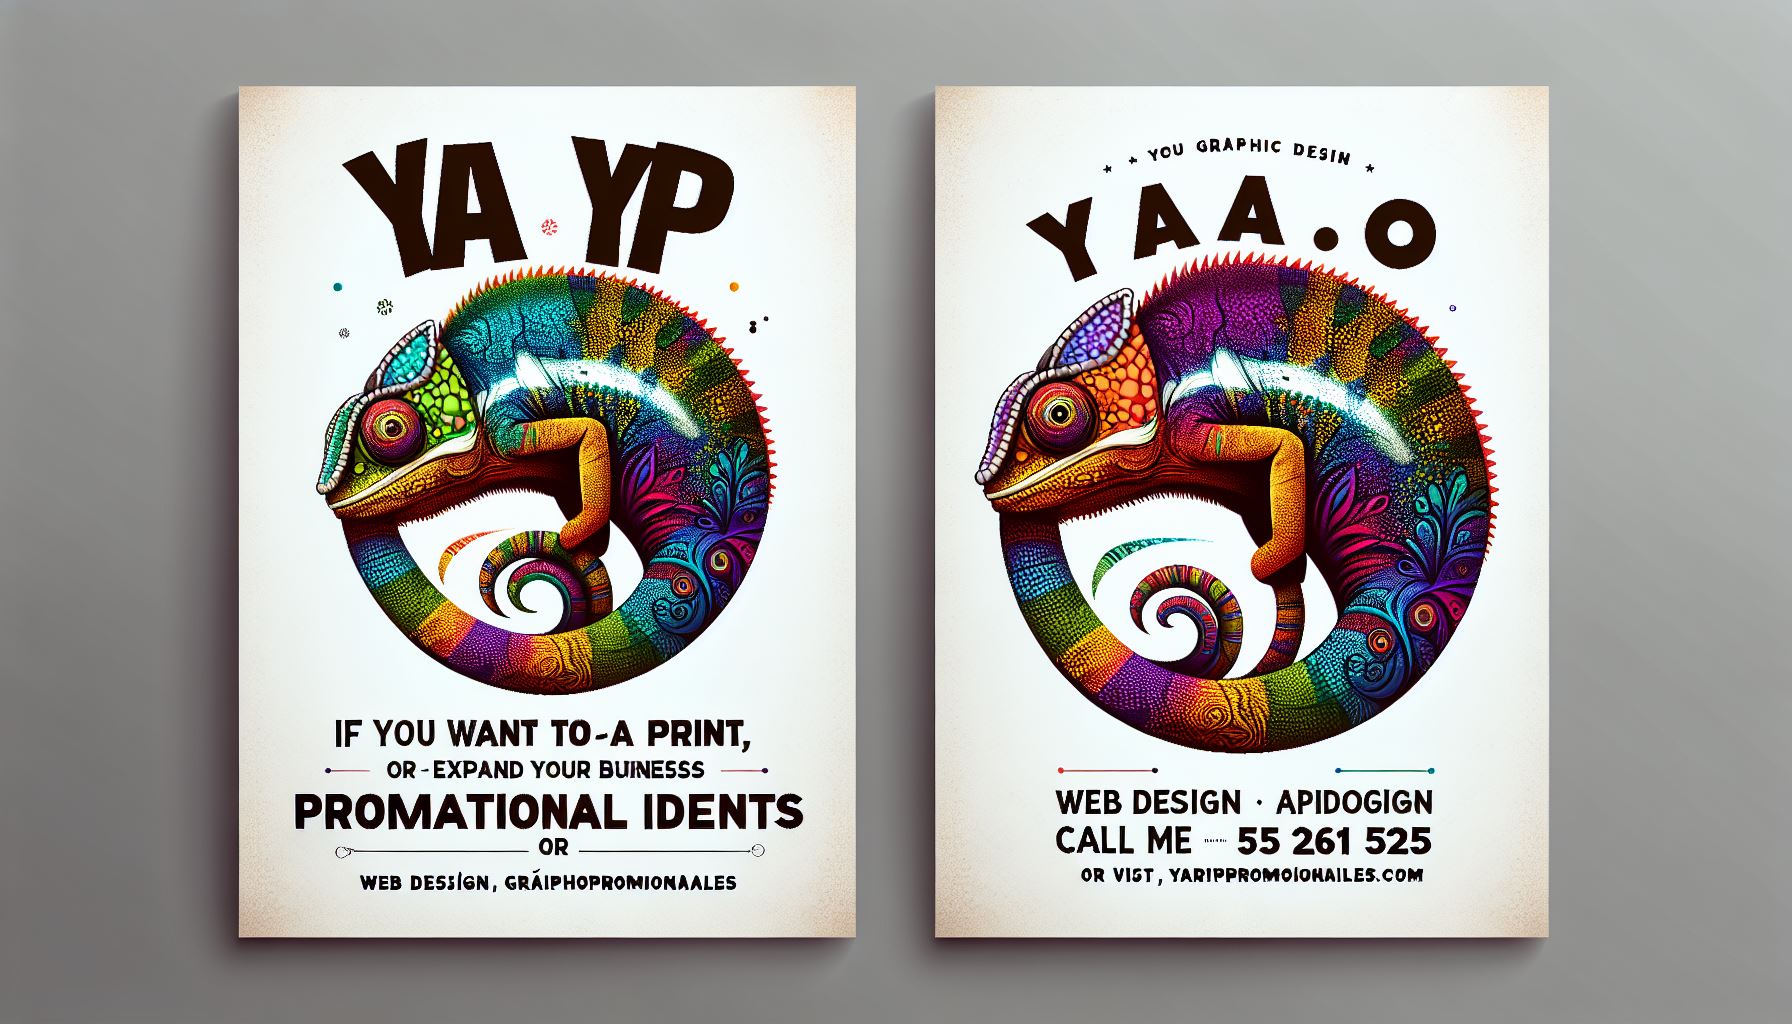 YA YP
IF YOU WANT TO-A PRINT,
OR-EXPAND YOUR BUINESSS
PROMATIONAL IDENTS
OR
WEB DESIGN, GRÁIPHOPROMIONAALES
YOU GRAPHIC DESIN
YAA.O
WEB DESIGN · APIDOGIGN
CALL ME 55 261 525
OR VIST, YARIPPROMOIOHAILES.COM